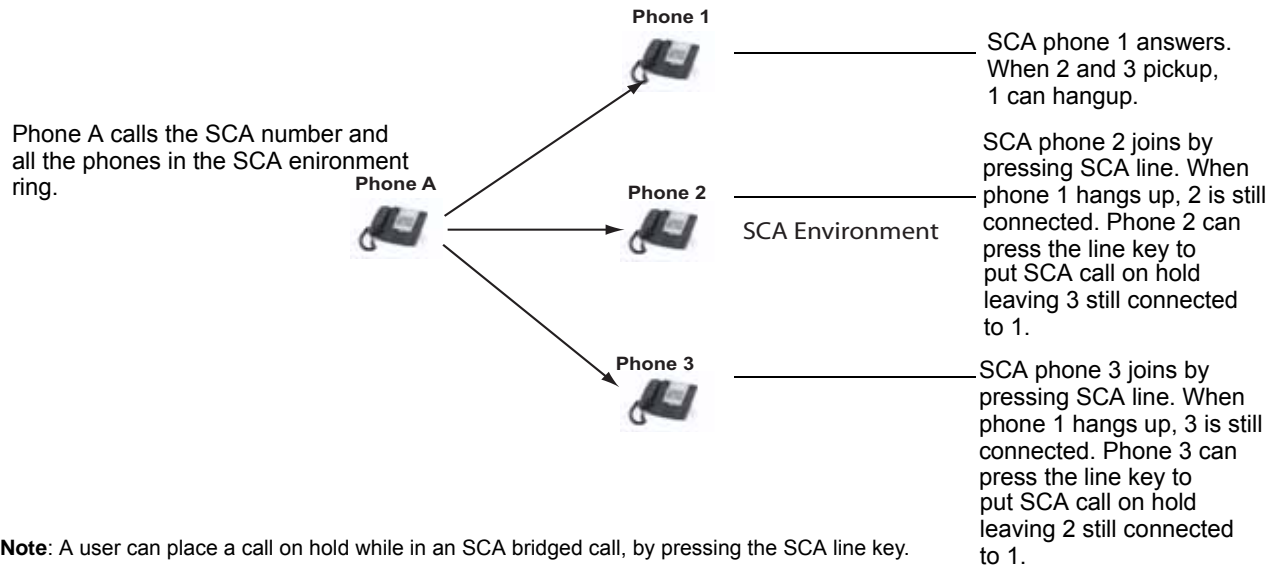 Phone 1
SCA phone 1 answers.
When 2 and 3 pickup,
1 can hangup.
Phone A calls the SCA number and
all the phones in the SCA enironment
ring.
Phone A
Phone 2
SCA Environment
SCA phone 2 joins by
pressing SCA line. When
phone 1 hangs up, 2 is still
connected. Phone 2 can
press the line key to
put SCA call on hold
leaving 3 still connected
to 1.
Phone 3
SCA phone 3 joins by
pressing SCA line. When
phone 1 hangs up, 3 is still
connected. Phone 3 can
press the line key to
put SCA call on hold
leaving 2 still connected
to 1.
Note: A user can place a call on hold while in an SCA bridged call, by pressing the SCA line key.